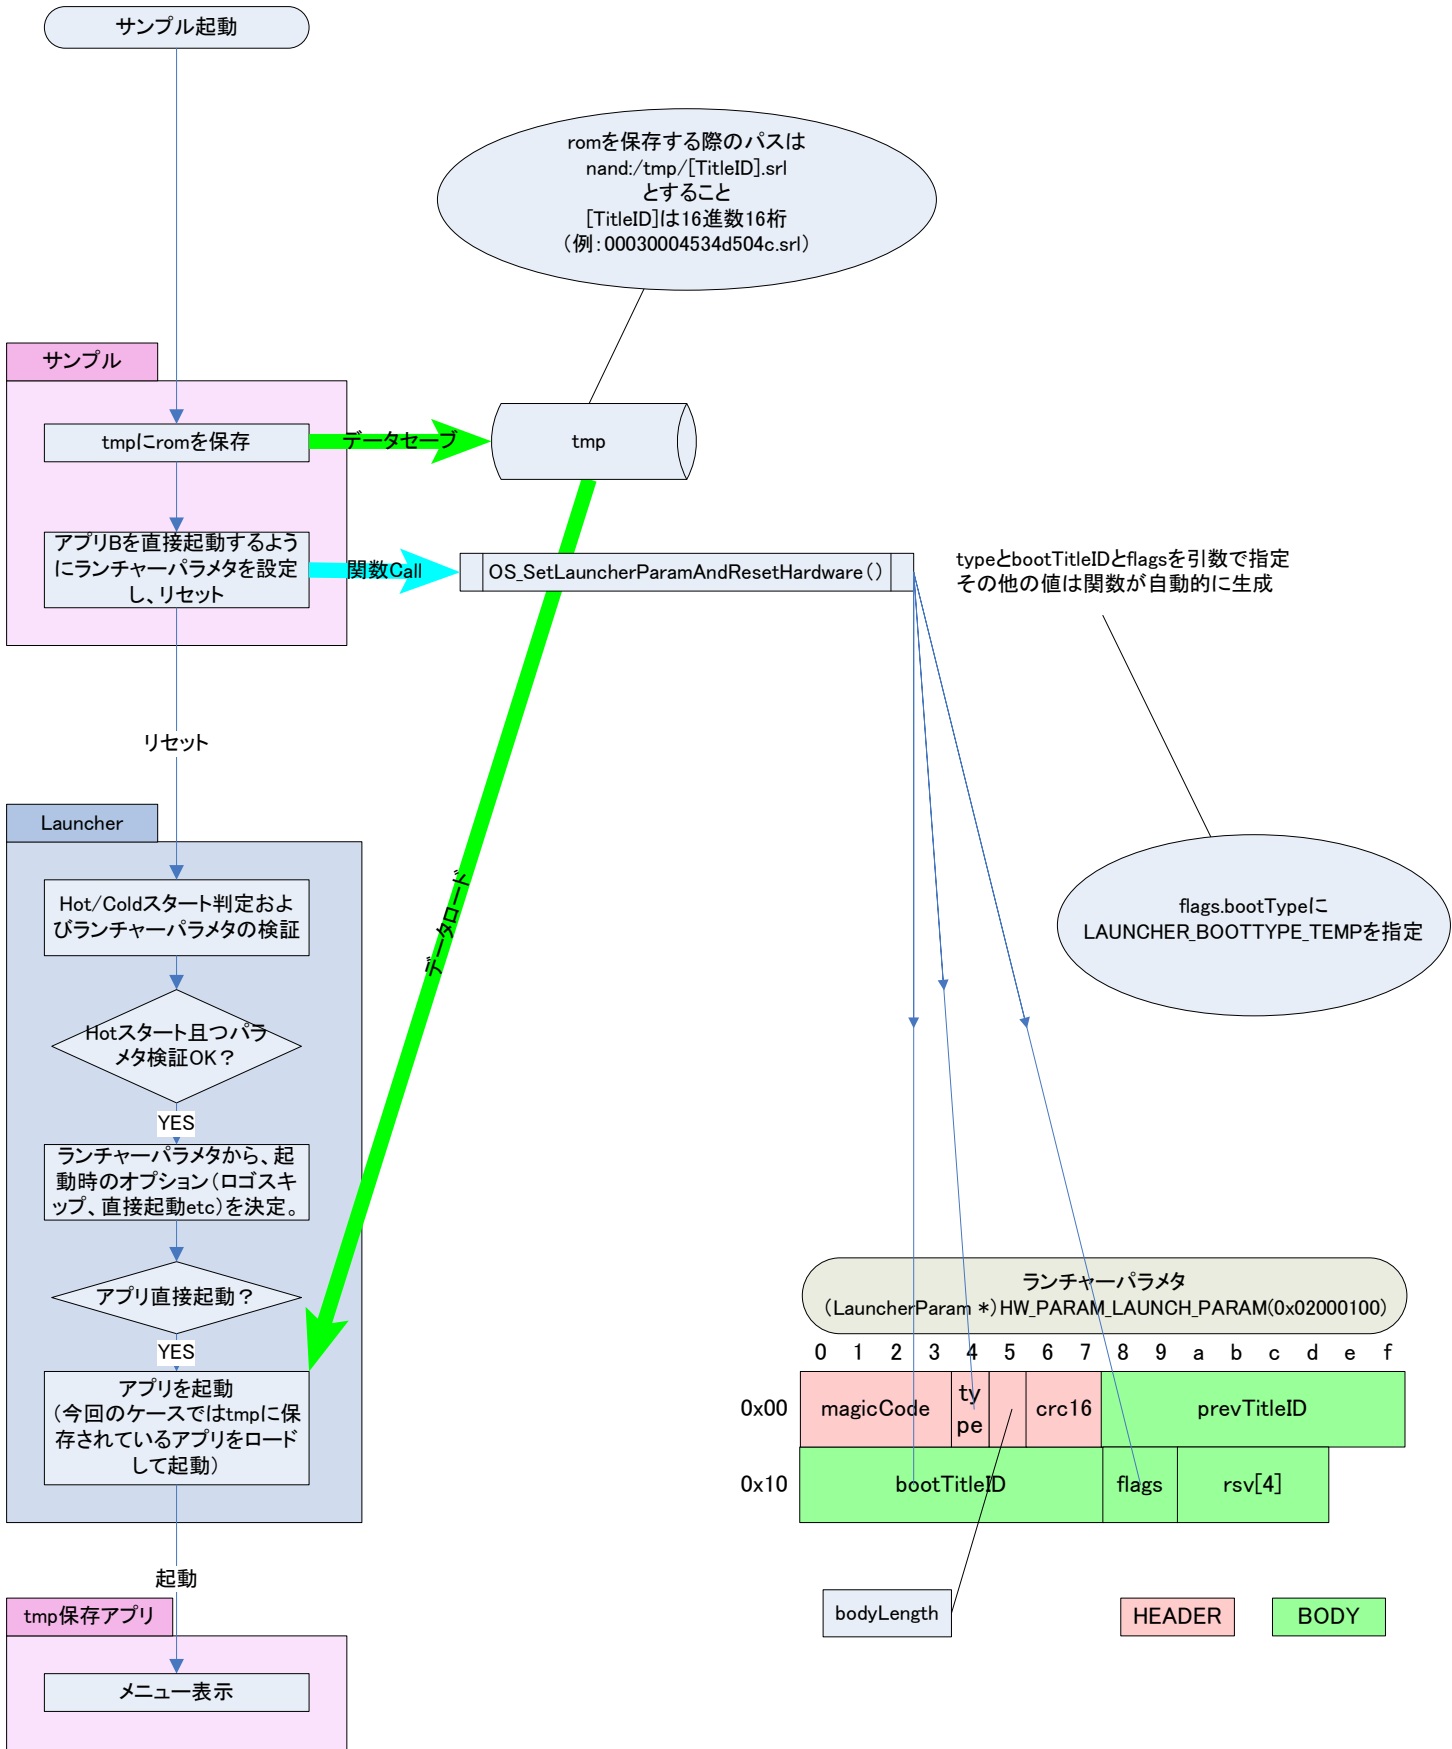 サンプル起動
romを保存する際のパスは
nand:/tmp/[TitleID].srl
とすること
[TitleID]は16進数16桁
（例：00030004534d504c.srl）
サンプル
tmpにromを保存
データセーブ
tmp
アプリBを直接起動するよう
にランチャーパラメタを設定
し、リセット
関数Call
OS_SetLauncherParamAndResetHardware（）
typeとbootTitleIDとflagsを引数で指定
その他の値は関数が自動的に生成
リセット
Launcher
Hot/Coldスタート判定およ
びランチャーパラメタの検証
データロード
flags.bootTypeに
LAUNCHER_BOOTTYPE_TEMPを指定
Hotスタート且つパラ
メタ検証OK？
YES
ランチャーパラメタから、起
動時のオプション（ロゴスキ
ップ、直接起動etc）を決定。
アプリ直接起動？
YES
アプリを起動
（今回のケースではtmpに保
存されているアプリをロード
して起動）
ランチャーパラメタ
（LauncherParam *）HW_PARAM_LAUNCH_PARAM(0x02000100)
0 1 2 3 4 5 6 7 8 9 a b c d e f
0x00 magicCode ty
pe crc16 prevTitleID
0x10 bootTitleID flags rsv[4]
起動
bodyLength
HEADER
BODY
tmp保存アプリ
メニュー表示